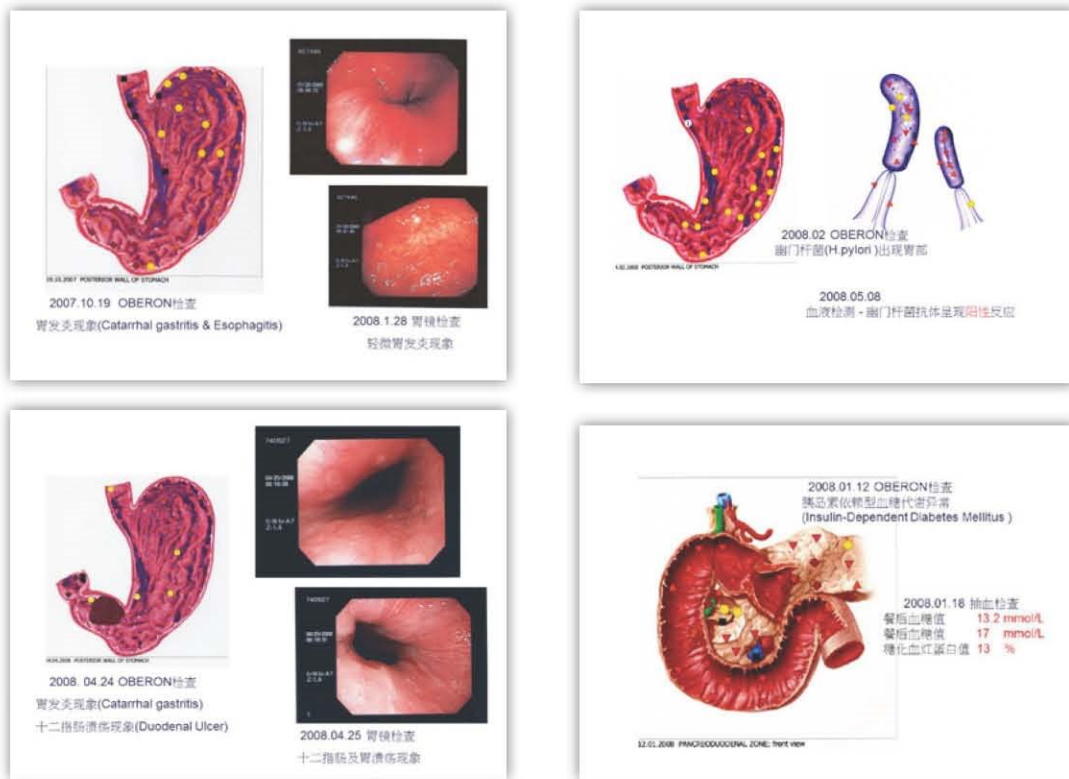 POSTERIOR WALL OF STOMACH
2007.10.19 OBERON检查
胃发炎现象(Catarrhal gastritis & Esophagitis)
2008.1.28 胃镜检查
轻微胃发炎现象
2008.02 OBERON检查
幽门杆菌(H.pylori)出现胃部
POSTERIOR WALL OF STOMACH
2008.05.08
血液检测 - 幽门杆菌抗体呈现阳性反应
POSTERIOR WALL OF STOMACH
2008. 04.24 OBERON检查
胃发炎现象(Catarrhal gastritis)
十二指肠溃疡现象(Duodenal Ulcer)
2008.04.25 胃镜检查
十二指肠及胃溃疡现象
2008.01.12 OBERON检查
胰岛素依赖型血糖代谢异常
(Insulin-Dependent Diabetes Mellitus )
2008.01.18 抽血检查
餐后血糖值 13.2 mmol/L
餐后血糖值 17 mmol/L
糖化血红蛋白值 13 %
12.01.2008 PANCREODUODENAL ZONE; front view